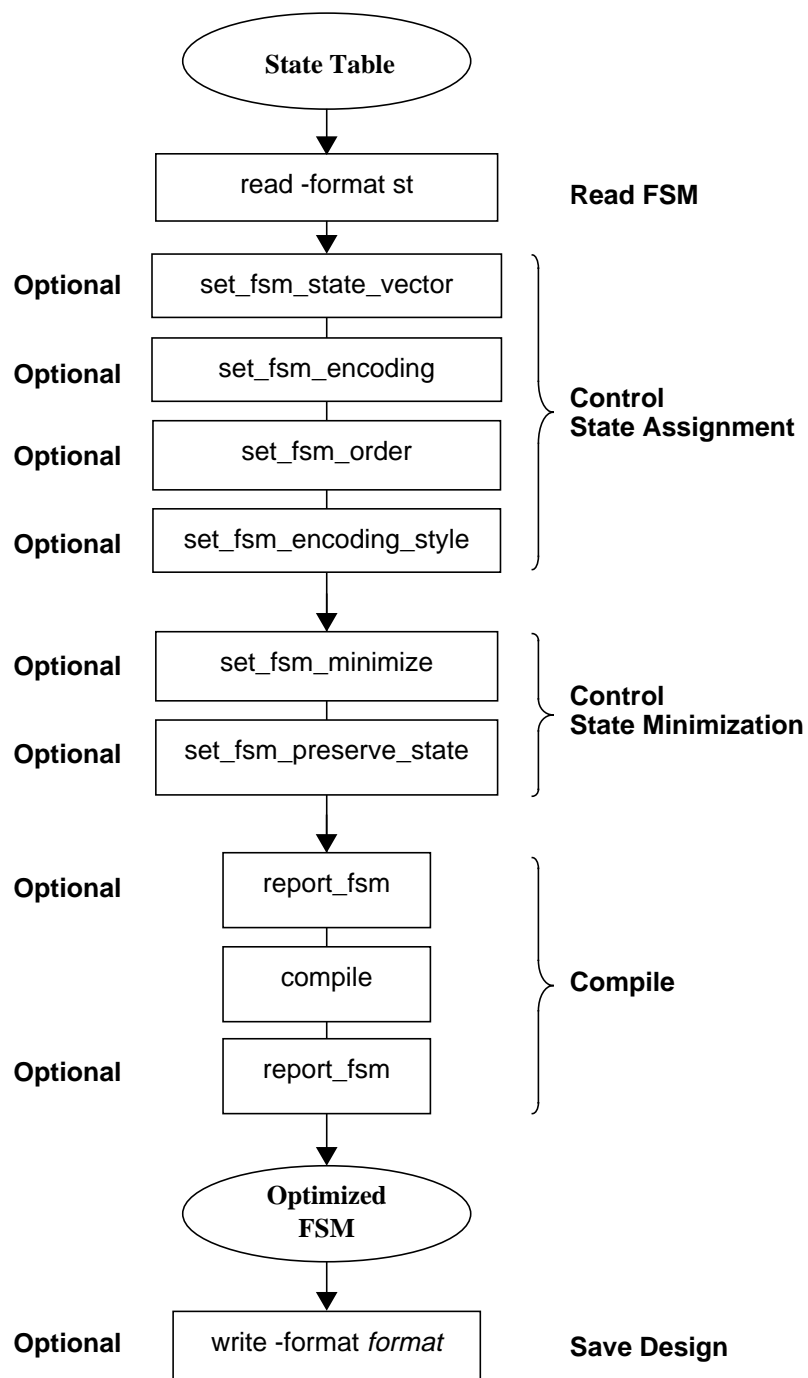 State Table
read -format st
Read FSM
Optional
set_fsm_state_vector
Optional
set_fsm_encoding
Control
State Assignment
Optional
set_fsm_order
Optional
set_fsm_encoding_style
Optional
set_fsm_minimize
Control
State Minimization
Optional
set_fsm_preserve_state
Optional
report_fsm
compile
Compile
Optional
report_fsm
Optimized
FSM
Optional
write -format format
Save Design